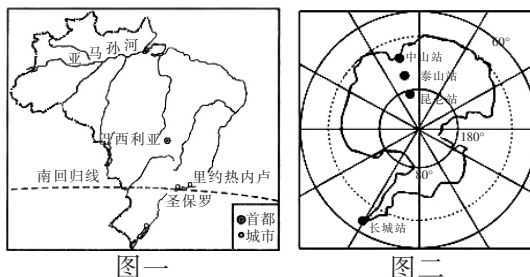 亚马孙河
巴西利亚
南回归线
里约热内卢
圣保罗
首都
城市
图一
60°
中山站
泰山站
昆仑站
180°
80°
长城站
图二